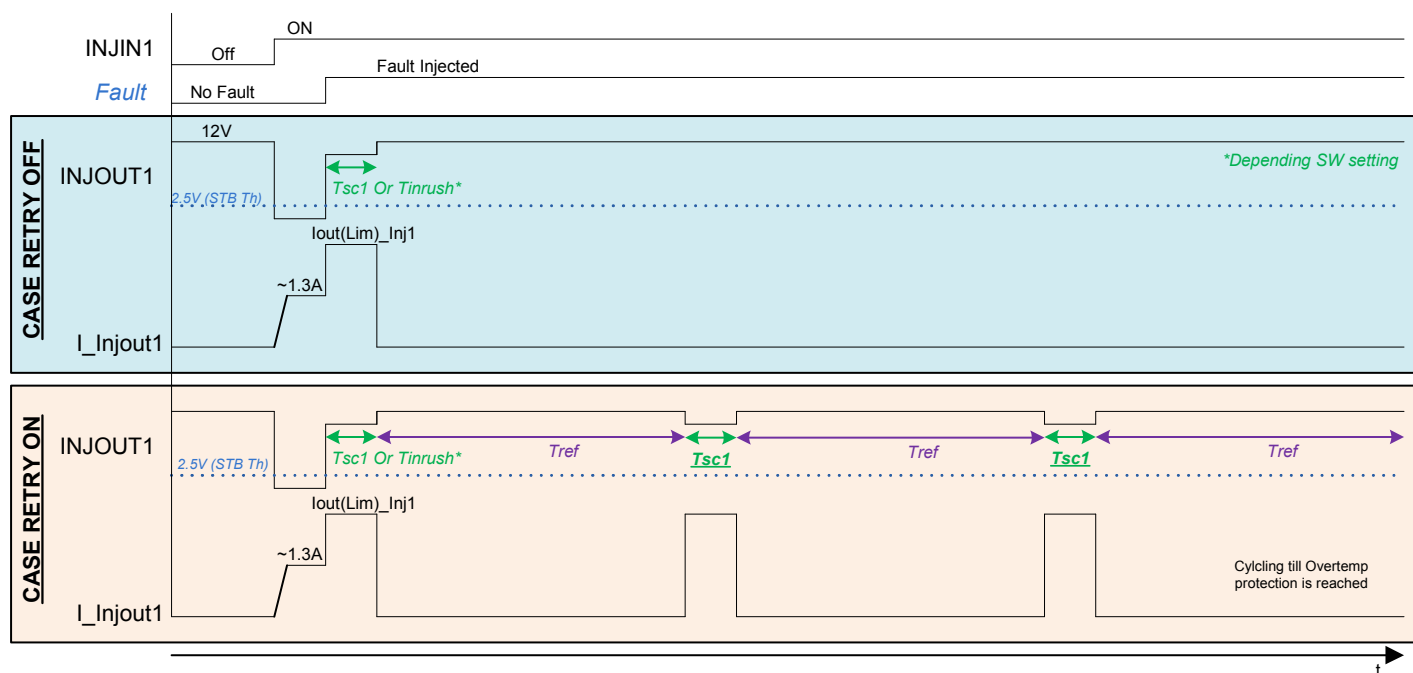 ON
INJIN1
Off
Fault Injected
Fault
No Fault
CASE RETRY OFF
12V
INJOUT1
*Depending SW setting
Tsc1 Or Tinrush*
2.5V (STB Th)
Iout(Lim)_Inj1
~1.3A
I_Injout1
CASE RETRY ON
INJOUT1
Tsc1 Or Tinrush*
Tref
Tsc1
Tref
Tsc1
Tref
2.5V (STB Th)
Iout(Lim)_Inj1
~1.3A
Cylcling till Overtemp
protection is reached
I_Injout1
t